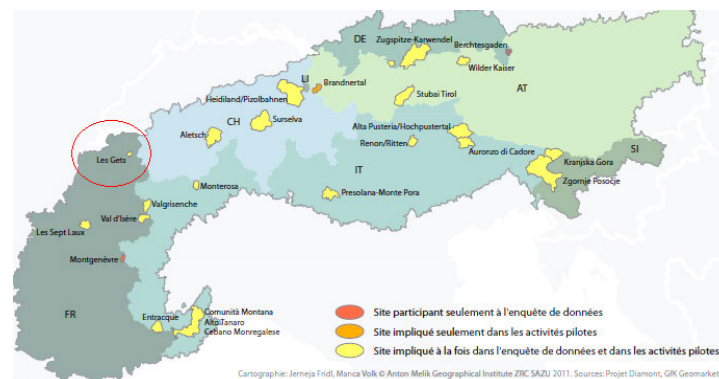 DE
Zugspitze-Karwendel
Berchtesgaden
Wilder Kaiser
LI
Brandnertal
Heidiland/Pizolbahnen
Stubai Tirol
AT
CH
Surselva
Aletsch
Alta Pusteria/Hochpustertal
Renon/Ritten
Auronzo di Cadore
SI
Kranjska Gora
Les Gets
IT
Zgornje Posočje
Monterosa
Presolana-Monte Pora
Valgrisenche
Val d'Isère
Les Sept Laux
Montgenèvre
FR
Entracque
Comunità Montana
Alto Tanaro
Cebano Monregalese
Site participant seulement à l'enquête de données
Site impliqué seulement dans les activités pilotes
Site impliqué à la fois dans l'enquête de données et dans les activités pilotes
Cartographie: Jerneja Fridl, Manca Volk © Anton Melik Geographical Institute ZRC SAZU 2011. Sources: Projet Diamont, GfK Geomarket